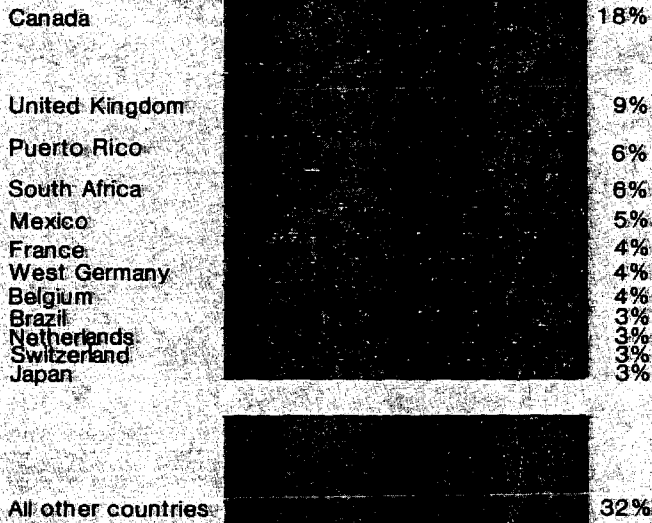 Canada 18%
United Kingdom 9%
Puerto Rico 6%
South Africa 6%
Mexico 5%
France 4%
West Germany 4%
Belgium 4%
Brazil 3%
Netherlands 3%
Switzerland 3%
Japan 3%
All other countries 32%